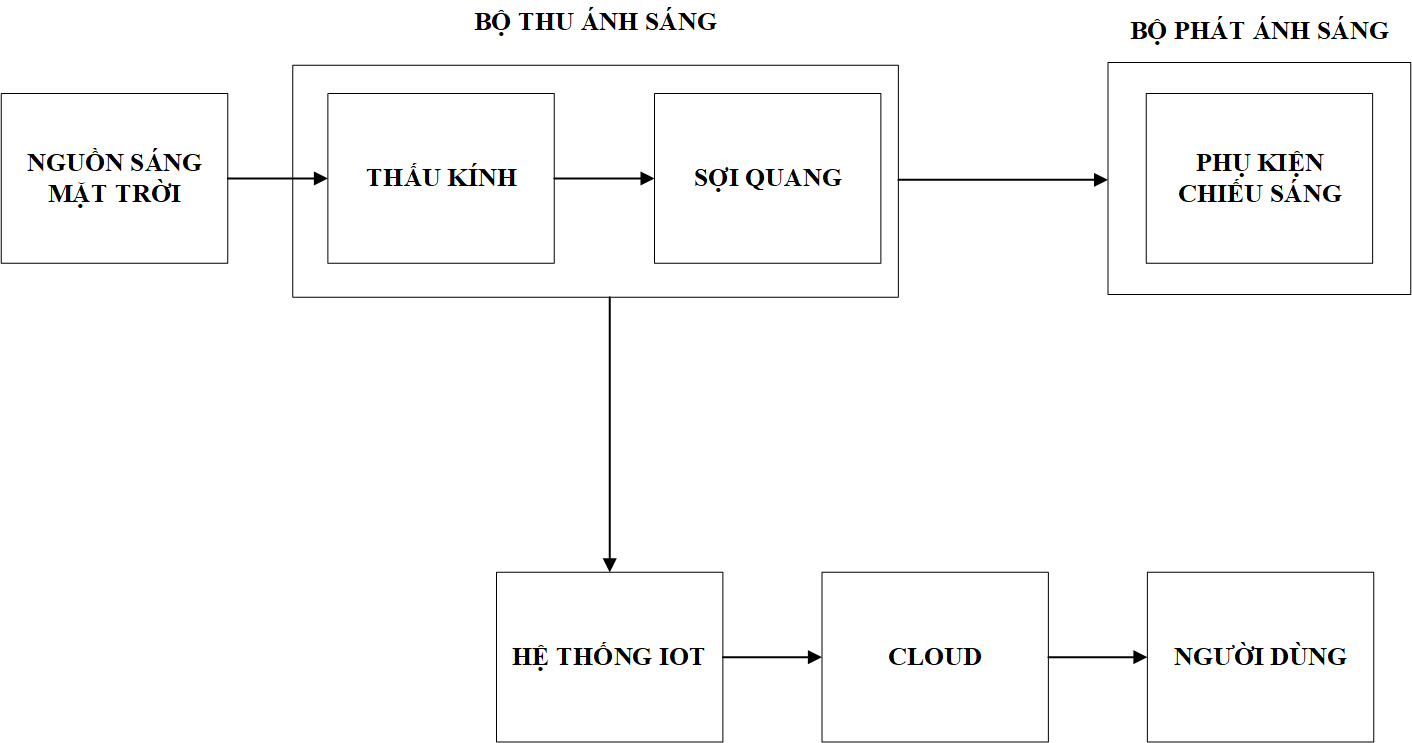 BỘ THU ÁNH SÁNG
BỘ PHÁT ÁNH SÁNG
NGUỒN SÁNG
MẶT TRỜI
THẤU KÍNH
SỢI QUANG
PHỤ KIỆN
CHIẾU SÁNG
HỆ THỐNG IOT
CLOUD
NGƯỜI DÙNG